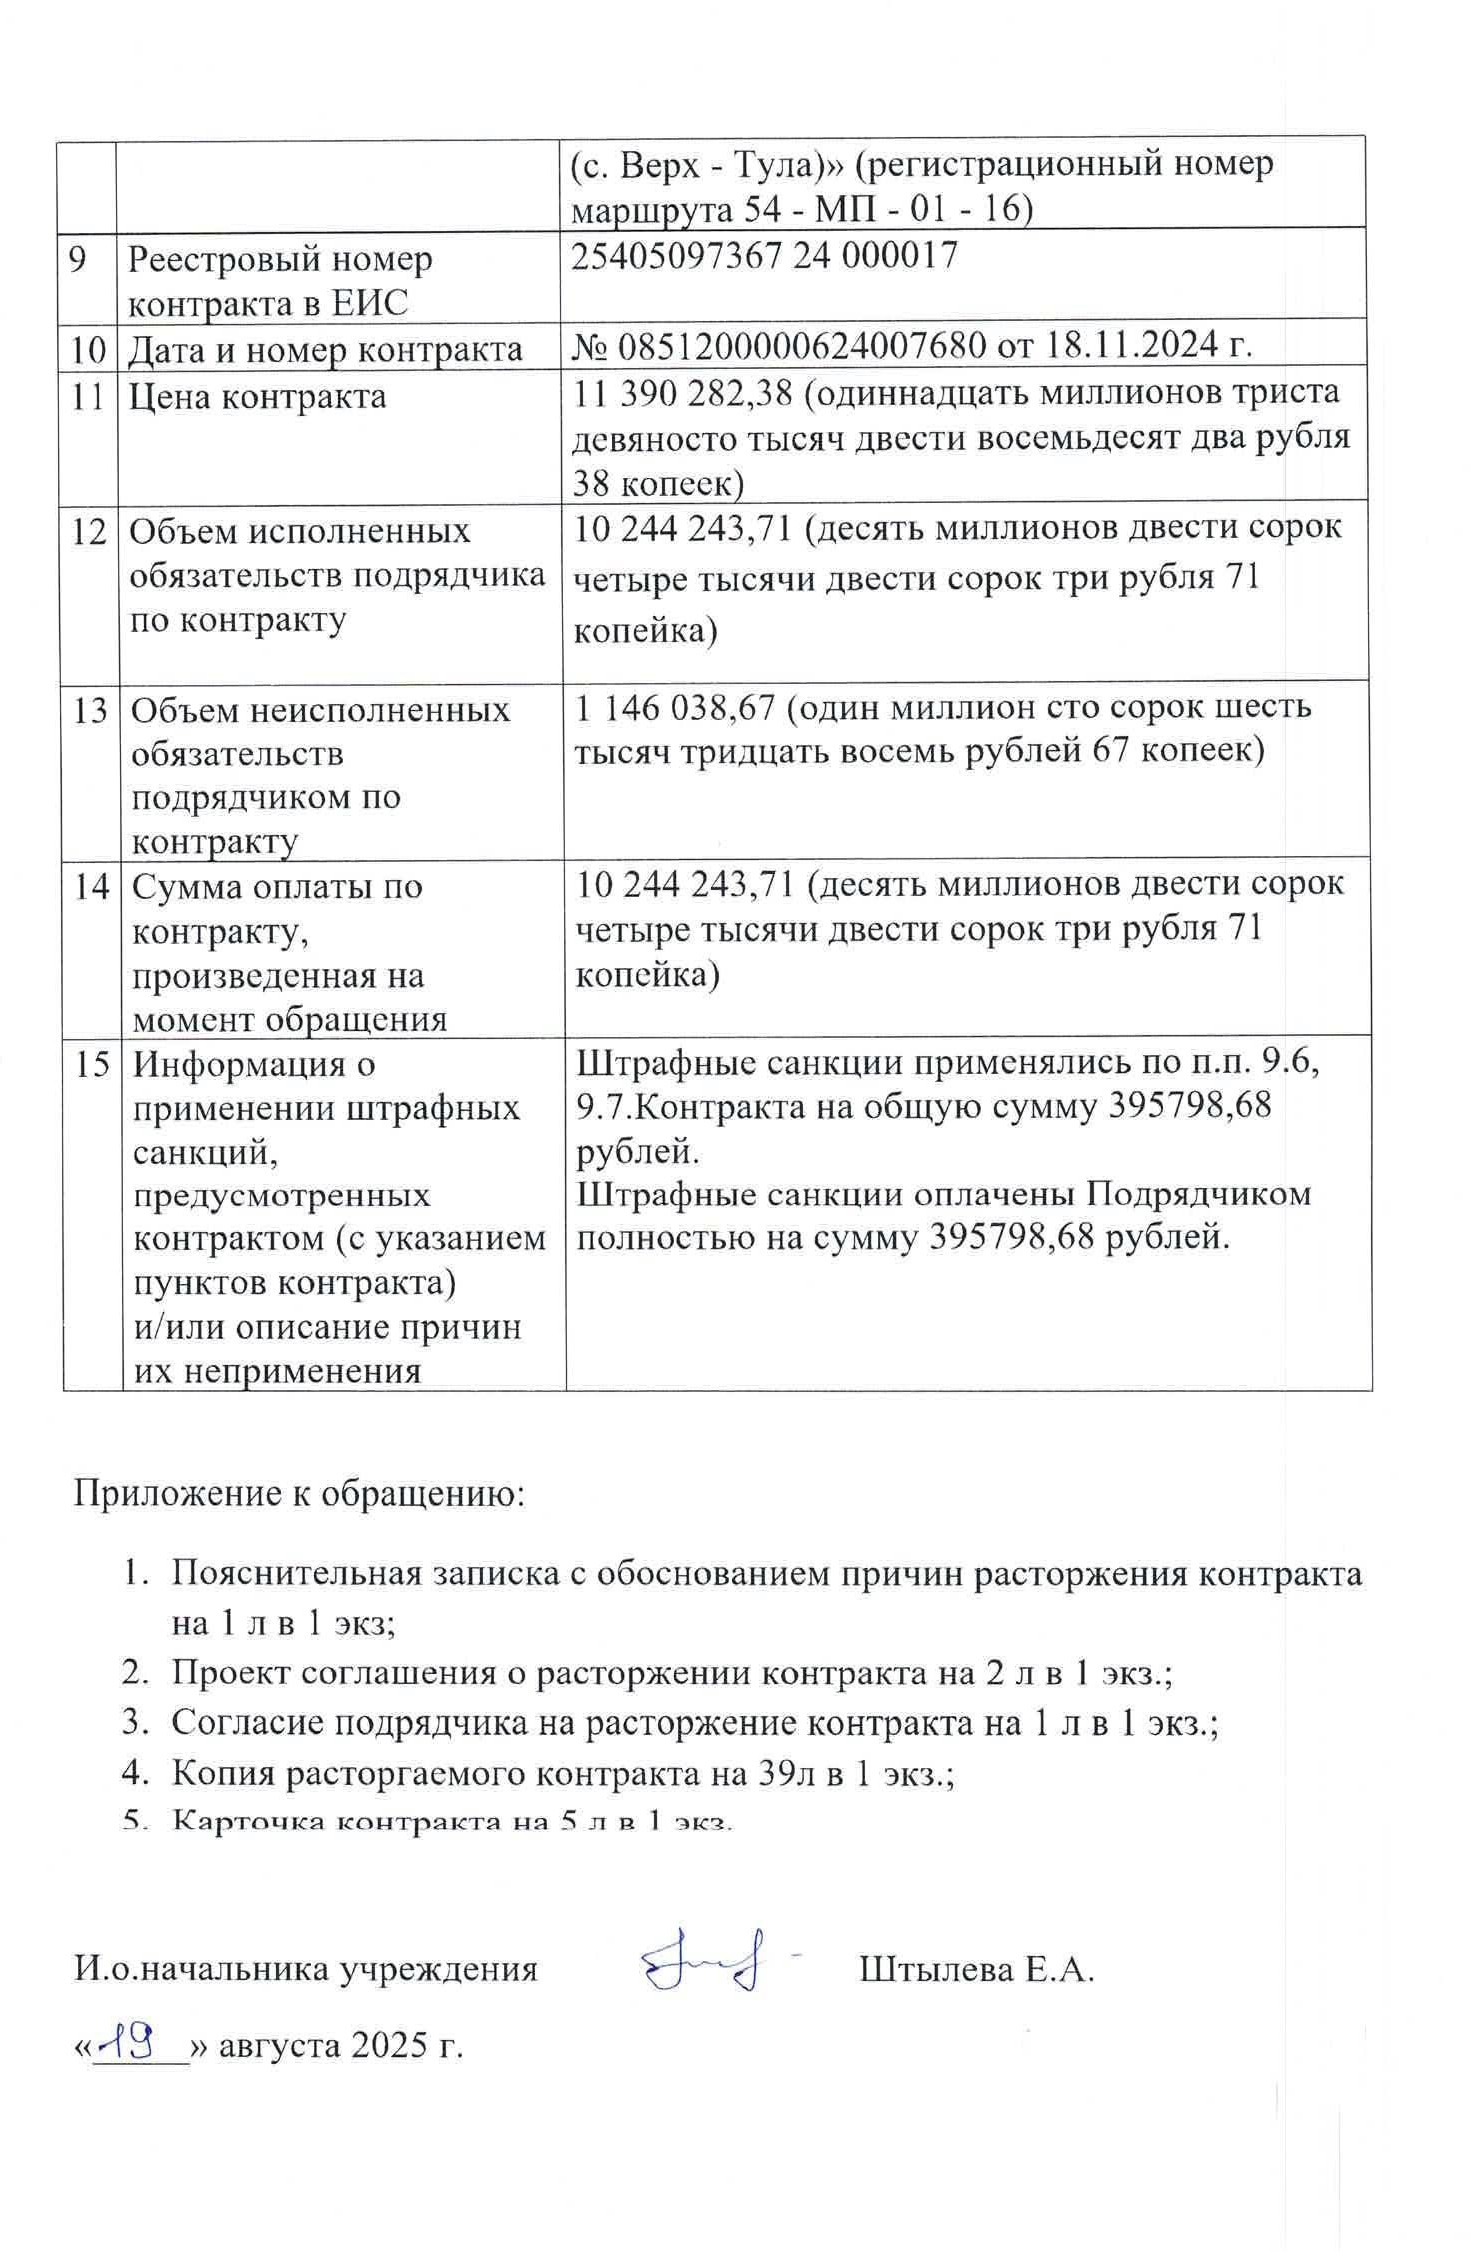 (с. Верх - Тула)» (регистрационный номер
маршрута 54 - МП - 01 - 16)
9 Реестровый номер
контракта в ЕИС
25405097367 24 000017
10 Дата и номер контракта
№ 0851200000624007680 от 18.11.2024 г.
11 Цена контракта
11 390 282,38 (одиннадцать миллионов триста
девяносто тысяч двести восемьдесят два рубля
38 копеек)
12 Объем исполненных
обязательств подрядчика
по контракту
10 244 243,71 (десять миллионов двести сорок
четыре тысячи двести сорок три рубля 71
копейка)
13 Объем неисполненных
обязательств
подрядчиком по
контракту
1 146 038,67 (один миллион сто сорок шесть
тысяч тридцать восемь рублей 67 копеек)
14 Сумма оплаты по
контракту,
произведенная на
момент обращения
10 244 243,71 (десять миллионов двести сорок
четыре тысячи двести сорок три рубля 71
копейка)
15 Информация о
применении штрафных
санкций,
предусмотренных
контрактом (с указанием
пунктов контракта)
и/или описание причин
их неприменения
Штрафные санкции применялись по п.п. 9.6,
9.7.Контракта на общую сумму 395798,68
рублей.
Штрафные санкции оплачены Подрядчиком
полностью на сумму 395798,68 рублей.
Приложение к обращению:
1. Пояснительная записка с обоснованием причин расторжения контракта
на 1 л в 1 экз;
2. Проект соглашения о расторжении контракта на 2 л в 1 экз.;
3. Согласие подрядчика на расторжение контракта на 1 л в 1 экз.;
4. Копия расторгаемого контракта на 39л в 1 экз.;
5. Карточка контракта на 5 л в 1 экз.
И.о.начальника учреждения Штылева Е.А.
«19» августа 2025 г.